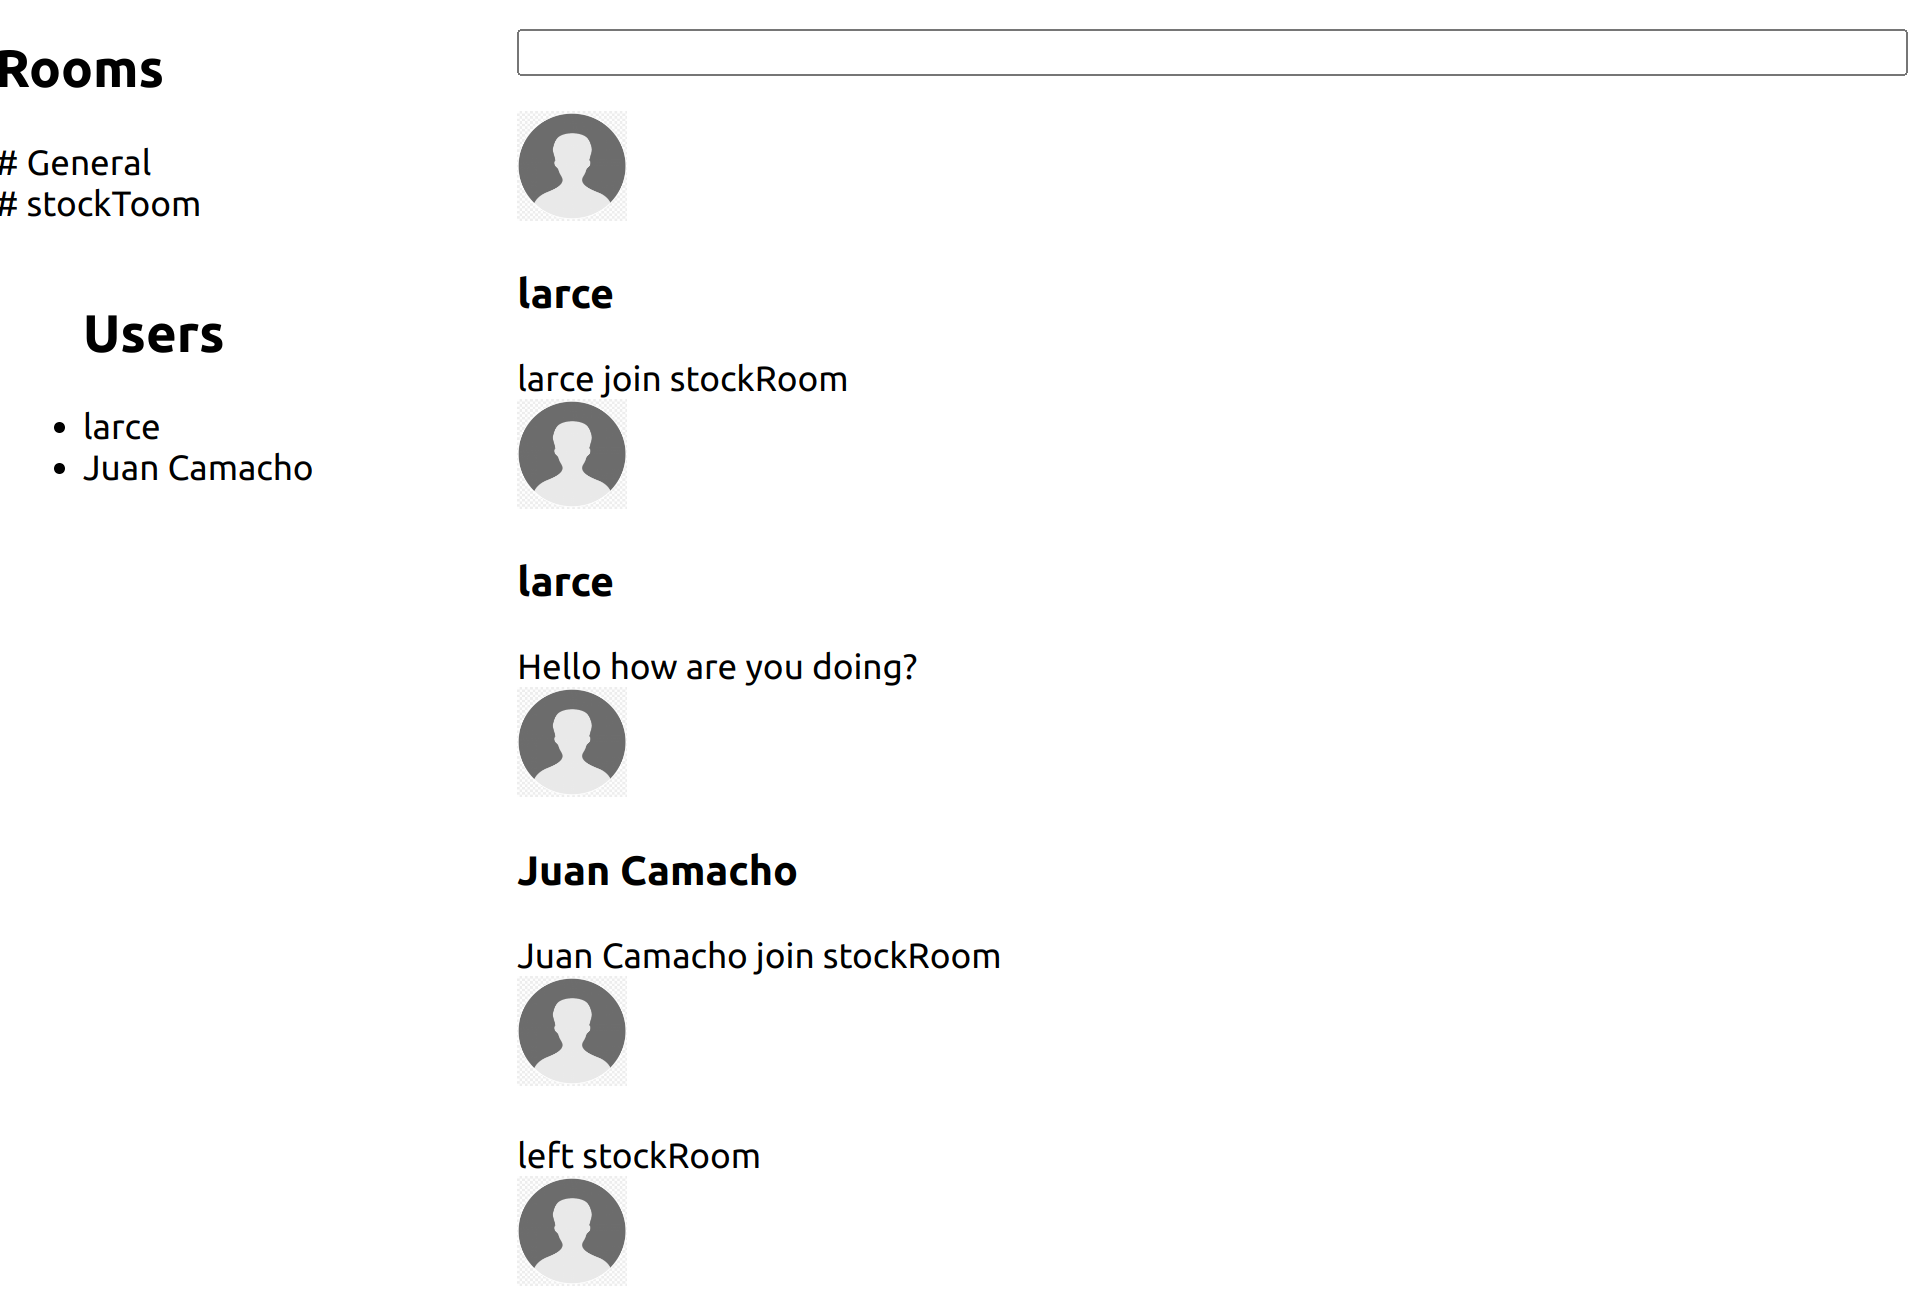 Rooms
# General
# stockToom
Users
larce
Juan Camacho
larce
larce join stockRoom
larce
Hello how are you doing?
Juan Camacho
Juan Camacho join stockRoom
left stockRoom